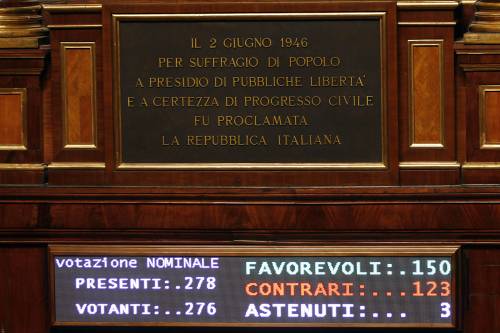 IL 2 GIUGNO 1946
PER SUFFRAGIO DI POPOLO
A PRESIDIO DI PUBBLICHE LIBERTA'
E A CERTEZZA DI PROGRESSO CIVILE
FU PROCLAMATA
LA REPUBBLICA ITALIANA
votazione NOMINALE
PRESENTI:.278
VOTANTI:.276
FAVOREVOLI:.150
CONTRARI:...123
ASTENUTI:... 3